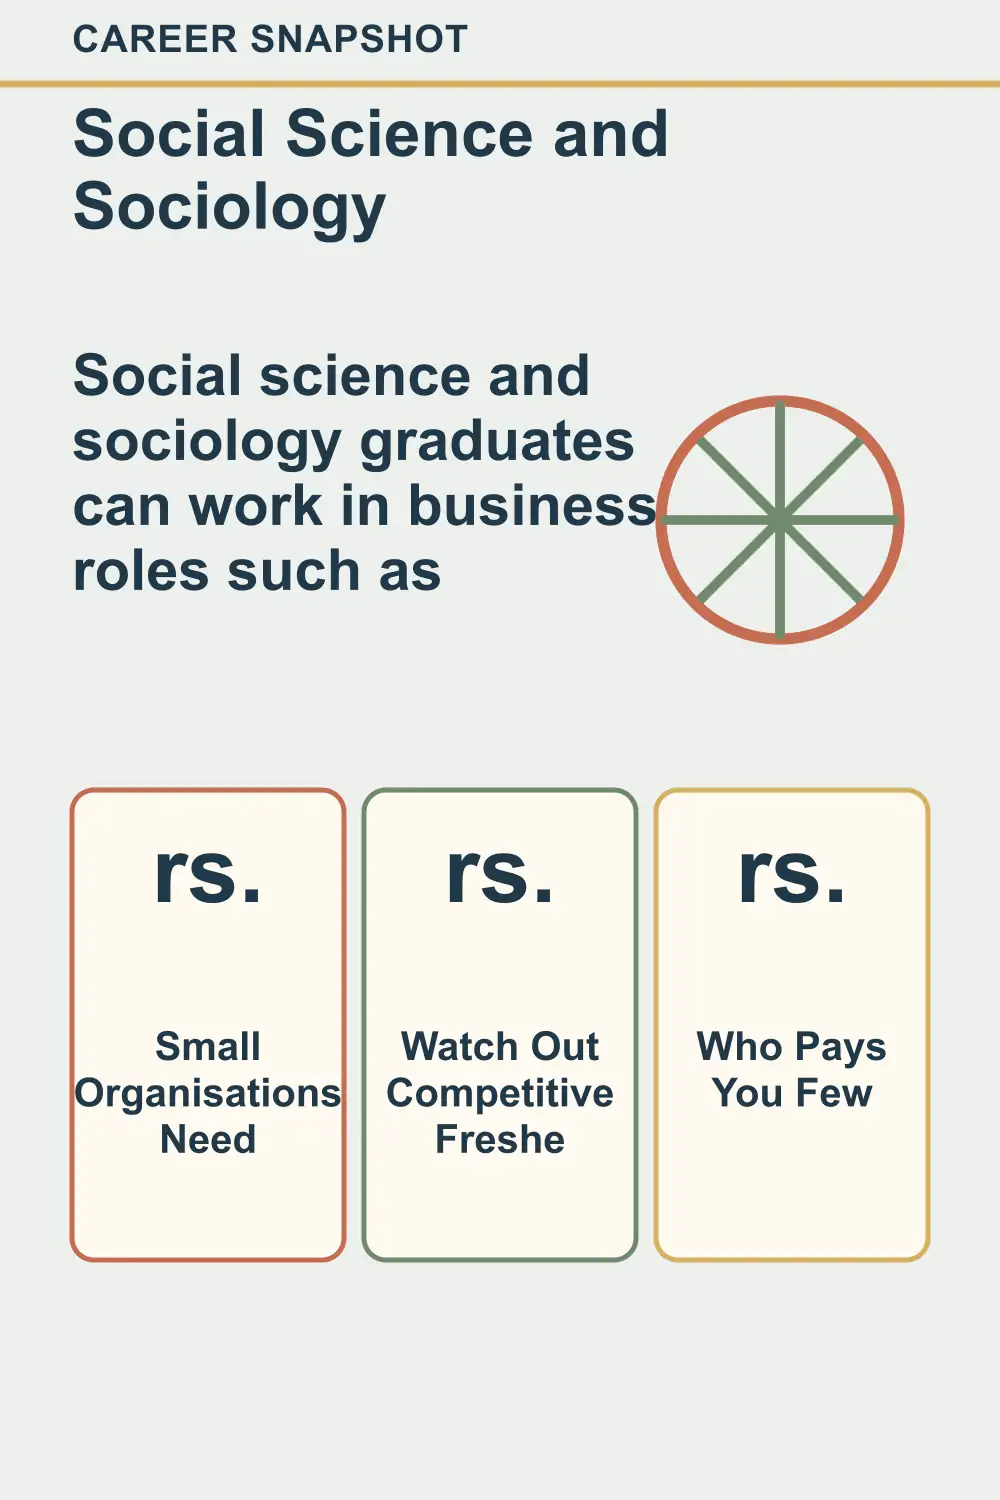 CAREER SNAPSHOT
Social Science and
Sociology
Social science and
sociology graduates
can work in business
roles such as
rs.
Small
Organisations
Need
rs.
Watch Out
Competitive
Freshe
rs.
Who Pays
You Few